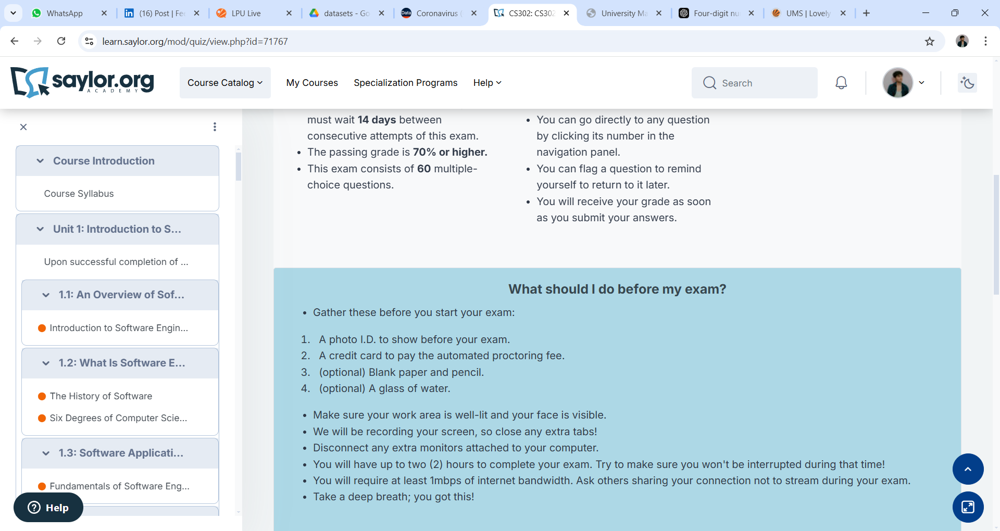 WhatsApp
(16) Post | Fee
LPU Live
datasets - Go
Data
Coronavirus (
CS302: CS302
University Ma
Four-digit nu
UMS | Lovely
learn.saylor.org/mod/quiz/view.php?id=71767
saylor.org
ACADEMY
Course Catalog
My Courses
Specialization Programs
Help
Search
Course Introduction
Course Syllabus
Unit 1: Introduction to S...
Upon successful completion of ...
1.1: An Overview of Sof...
Introduction to Software Engin...
1.2: What Is Software E...
The History of Software
Six Degrees of Computer Scie...
1.3: Software Applicati...
Fundamentals of Software Eng...
Help
must wait 14 days between
consecutive attempts of this exam.
• The passing grade is 70% or higher.
• This exam consists of 60 multiple-
choice questions.
• You can go directly to any question
by clicking its number in the
navigation panel.
• You can flag a question to remind
yourself to return to it later.
• You will receive your grade as soon
as you submit your answers.
What should I do before my exam?
• Gather these before you start your exam:
1. A photo I.D. to show before your exam.
2. A credit card to pay the automated proctoring fee.
3. (optional) Blank paper and pencil.
4. (optional) A glass of water.
• Make sure your work area is well-lit and your face is visible.
• We will be recording your screen, so close any extra tabs!
• Disconnect any extra monitors attached to your computer.
• You will have up to two (2) hours to complete your exam. Try to make sure you won't be interrupted during that time!
• You will require at least 1mbps of internet bandwidth. Ask others sharing your connection not to stream during your exam.
• Take a deep breath; you got this!